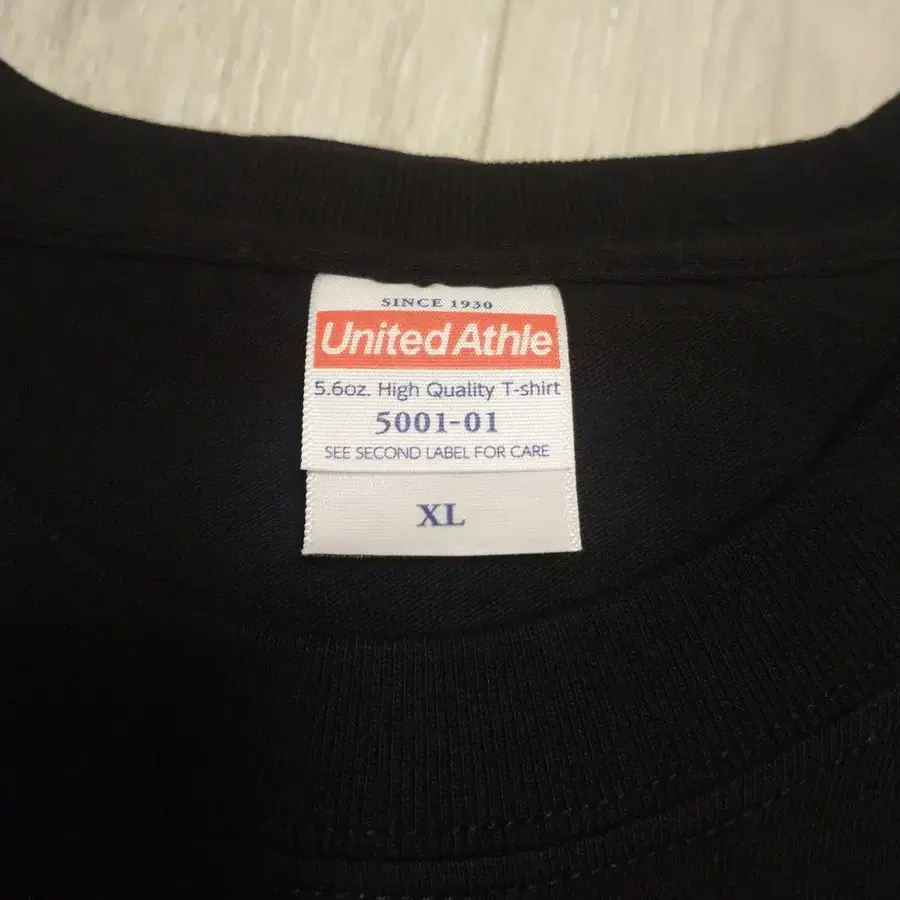 SINCE 1930
United Athle
5.6oz. High Quality T-shirt
5001-01
SEE SECOND LABEL FOR CARE
XL